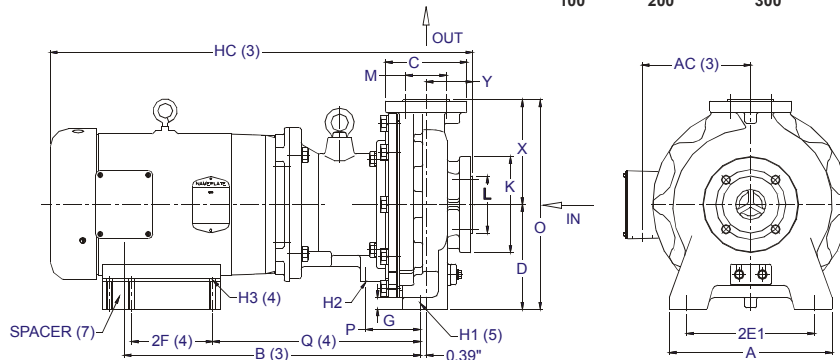 100 200 300
OUT
HC (3)
C
M
Y
AC (3)
X
K
L
O
IN
D
NAMEPLATE
H3 (4)
H2
G
P
H1 (5)
SPACER (7)
2F (4)
Q (4)
B (3)
0.39"
2E1
A